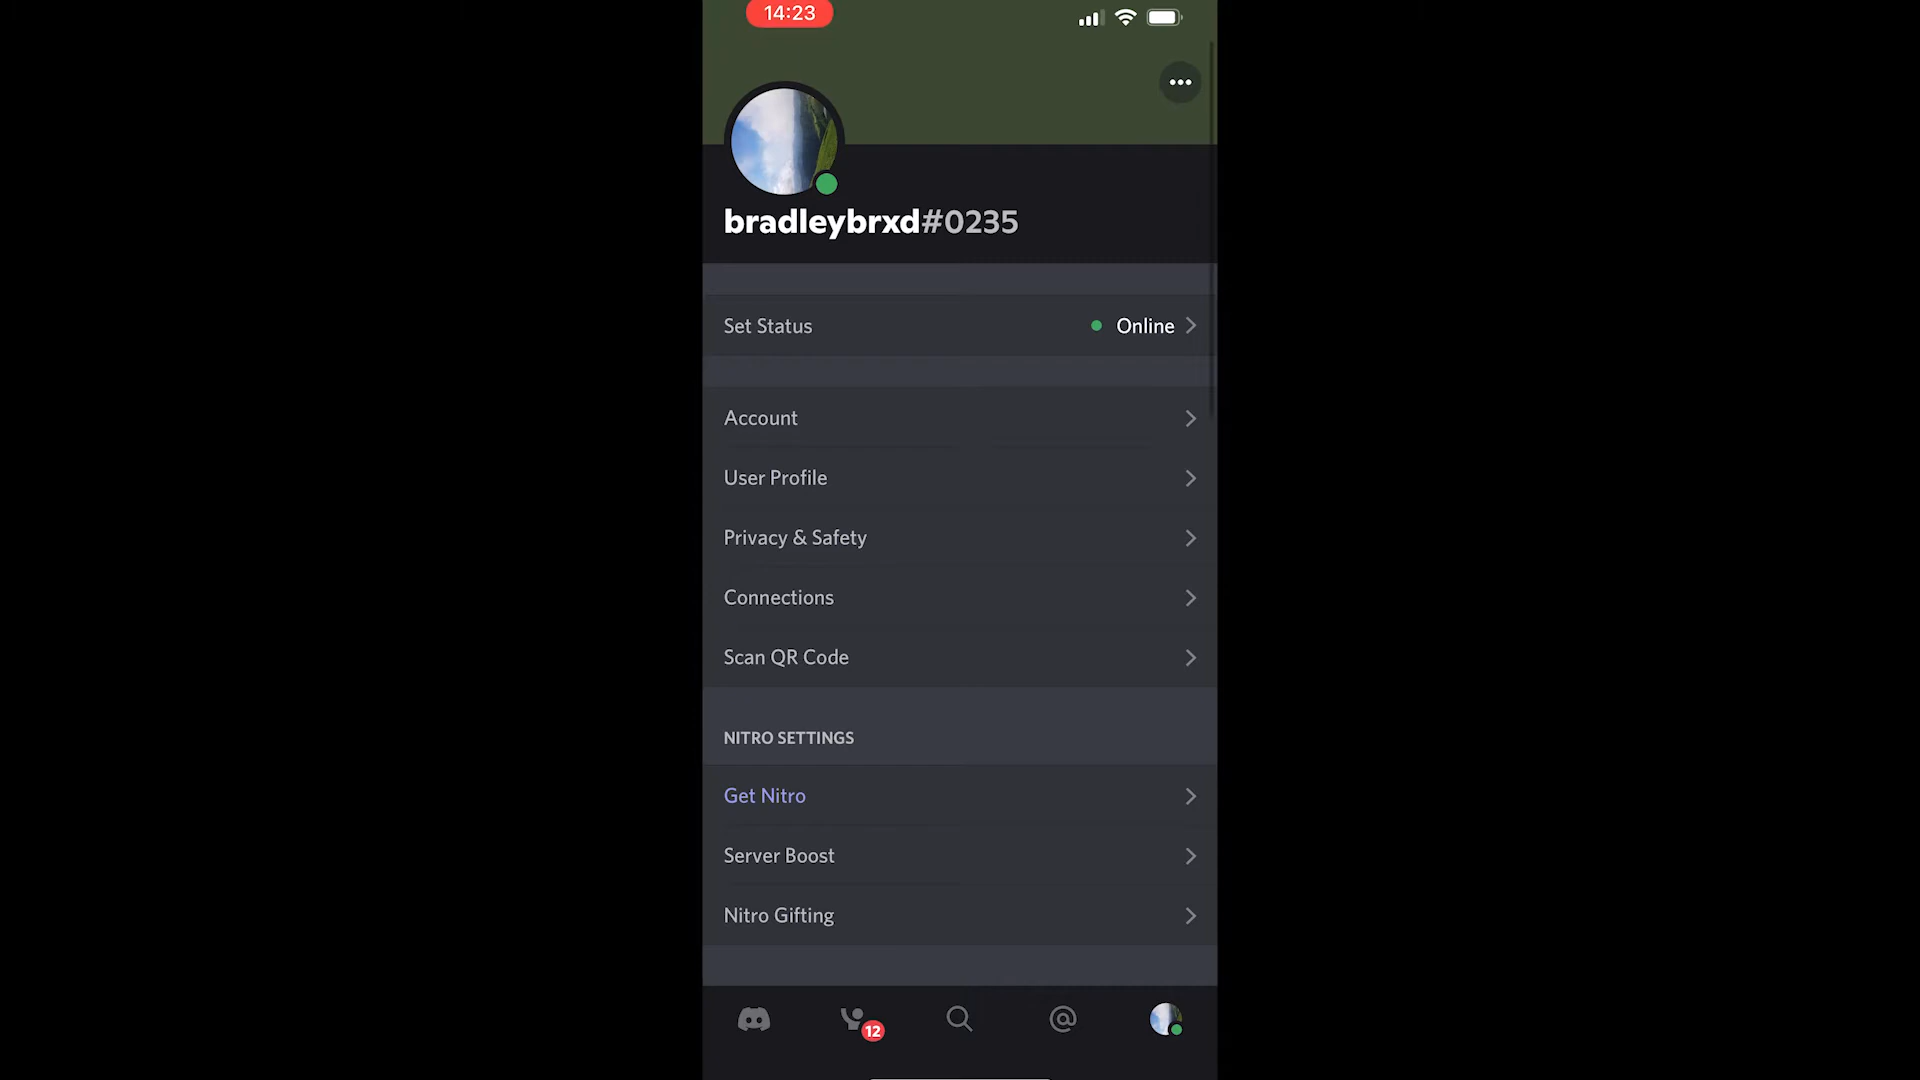 14:23
bradleybrxd#0235
Set Status
Online
Account
User Profile
Privacy & Safety
Connections
Scan QR Code
NITRO SETTINGS
Get Nitro
Server Boost
Nitro Gifting
12